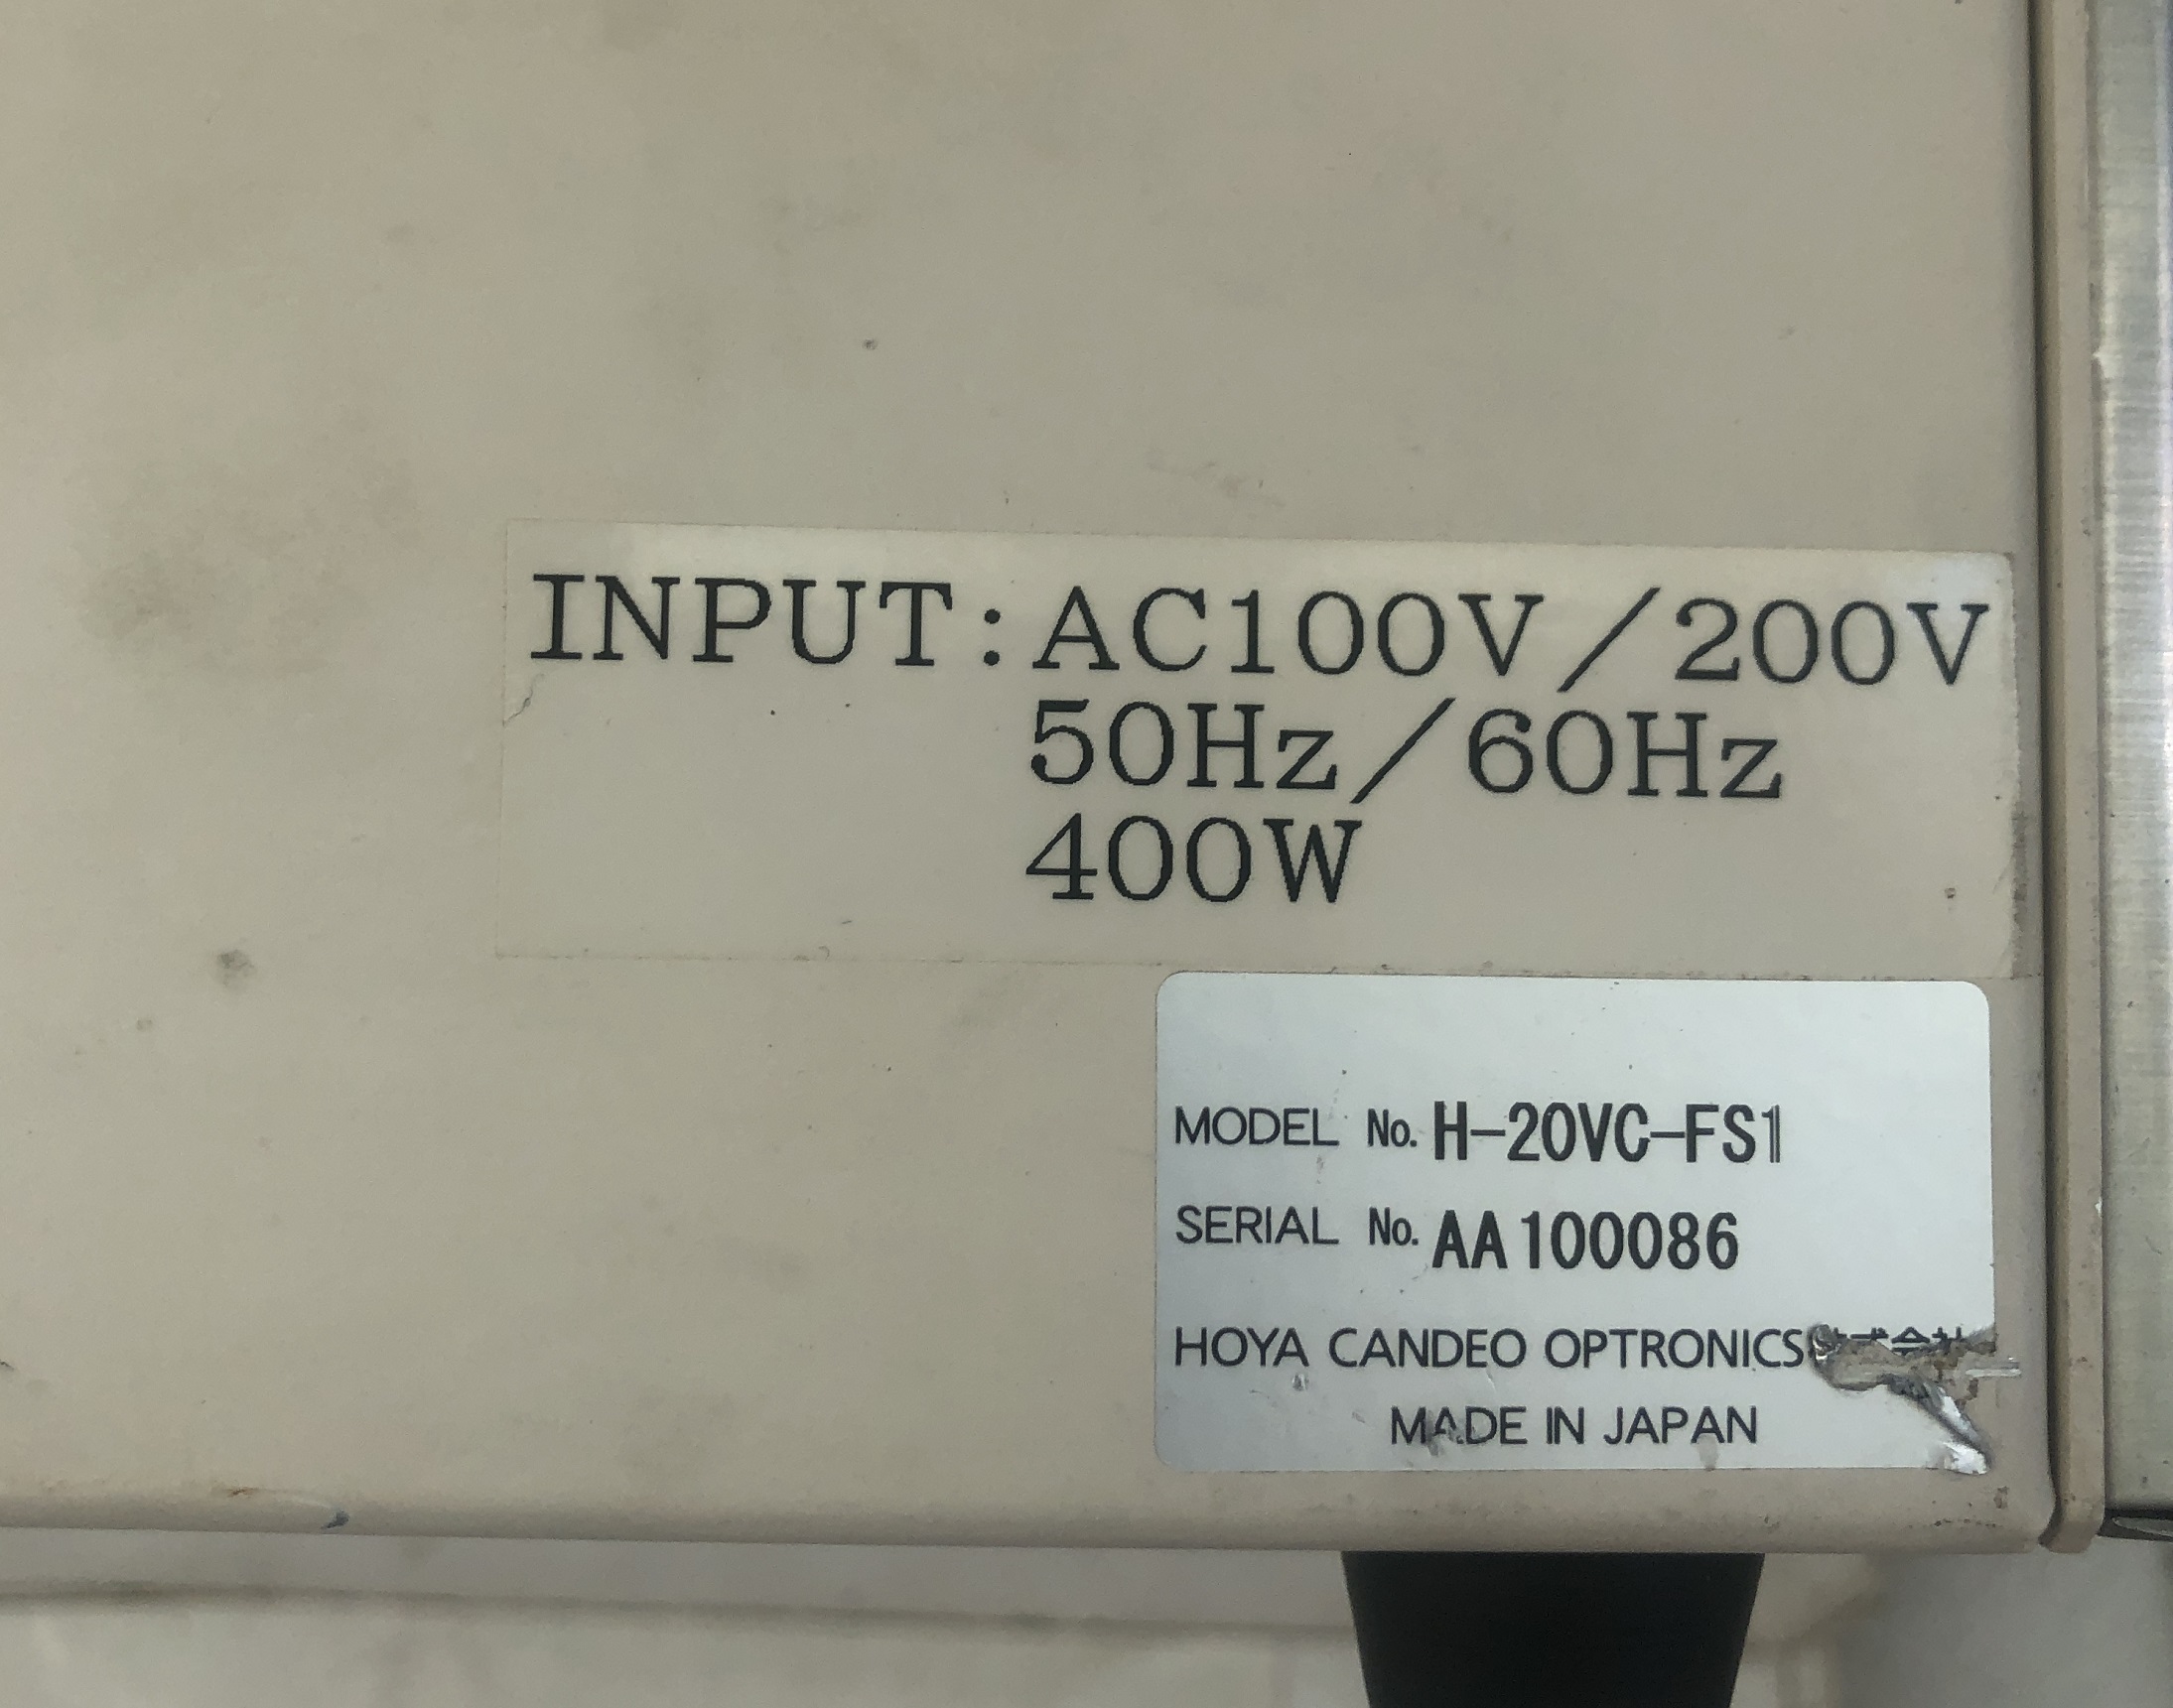 INPUT:AC100V/200V
50Hz/60Hz
400W
MODEL No. H-20VC-FS1
SERIAL No. AA100086
HOYA CANDEO OPTRONICS
MADE IN JAPAN